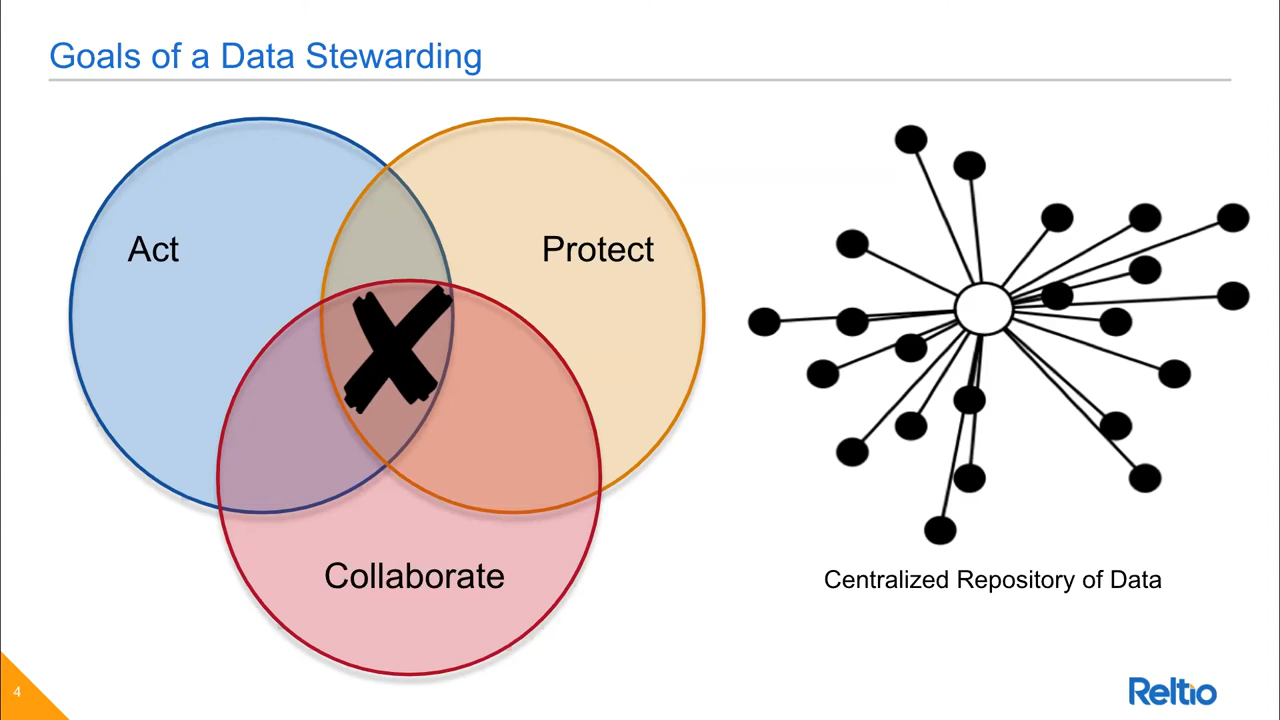 Goals of a Data Stewarding
Act
Protect
Collaborate
Centralized Repository of Data
4
Reltio